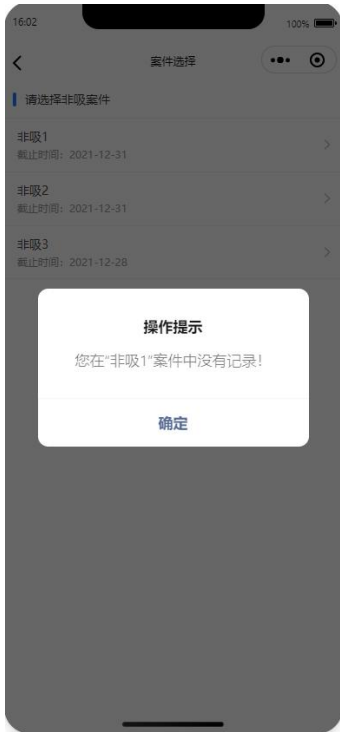 16:02
100%
案件选择
请选择非吸案件
非吸1
截止时间：2021-12-31
非吸2
截止时间：2021-12-31
非吸3
截止时间：2021-12-28
操作提示
您在“非吸1”案件中没有记录！
确定